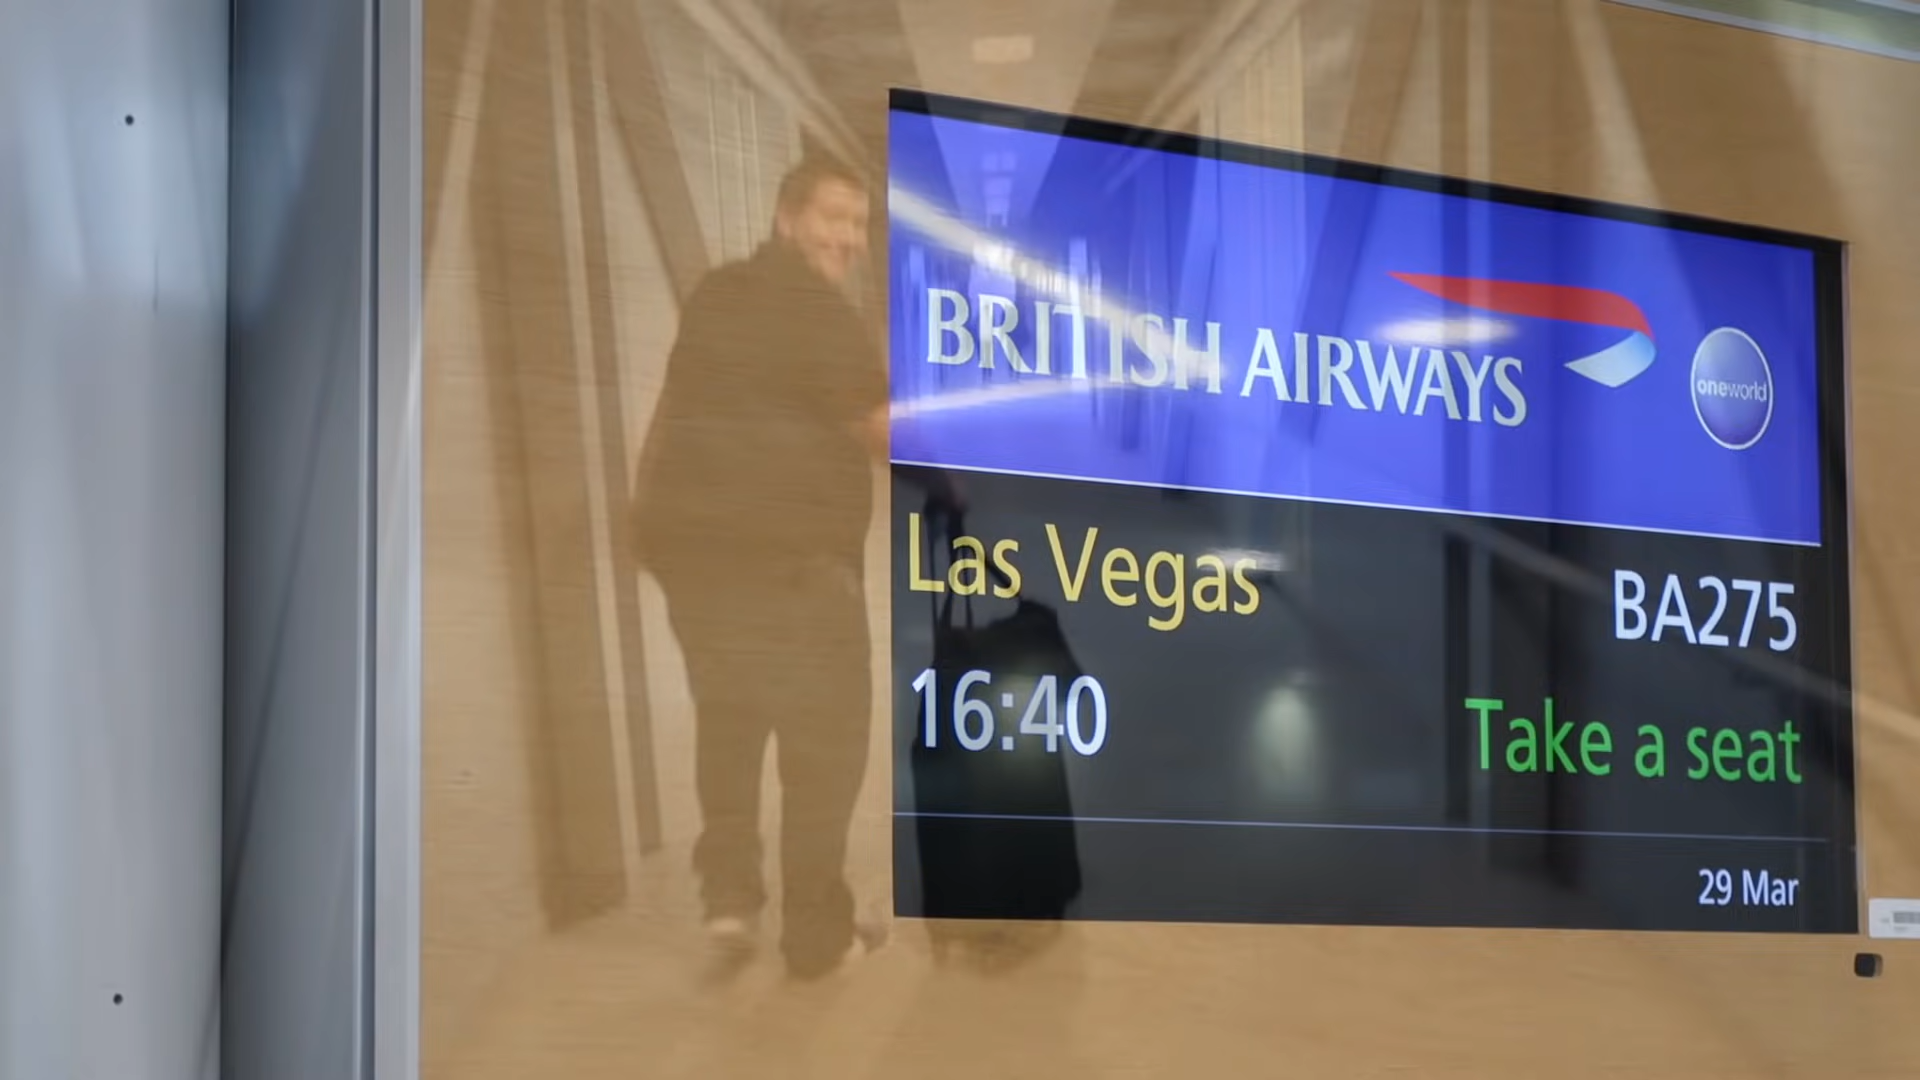 BRITISH AIRWAYS
oneworld
Las Vegas BA275
16:40 Take a seat
29 Mar